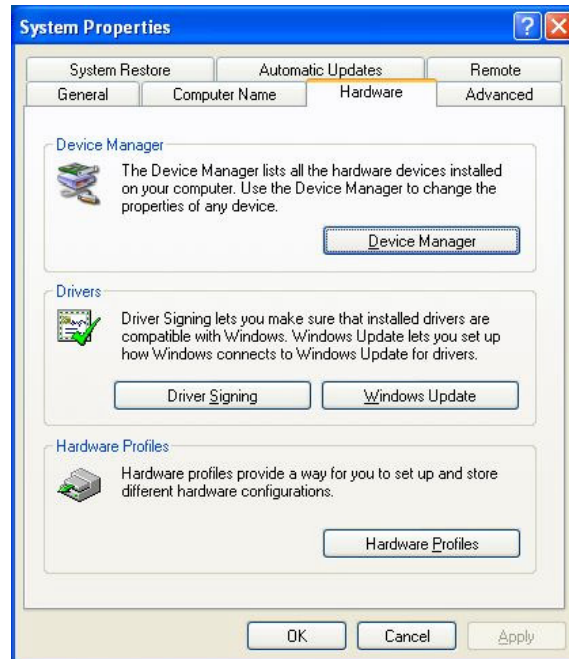 System Properties
System Restore Automatic Updates Remote
General Computer Name Hardware Advanced
Device Manager
The Device Manager lists all the hardware devices installed
on your computer. Use the Device Manager to change the
properties of any device.
Device Manager
Drivers
Driver Signing lets you make sure that installed drivers are
compatible with Windows. Windows Update lets you set up
how Windows connects to Windows Update for drivers.
Driver Signing Windows Update
Hardware Profiles
Hardware profiles provide a way for you to set up and store
different hardware configurations.
Hardware Profiles
OK Cancel Apply